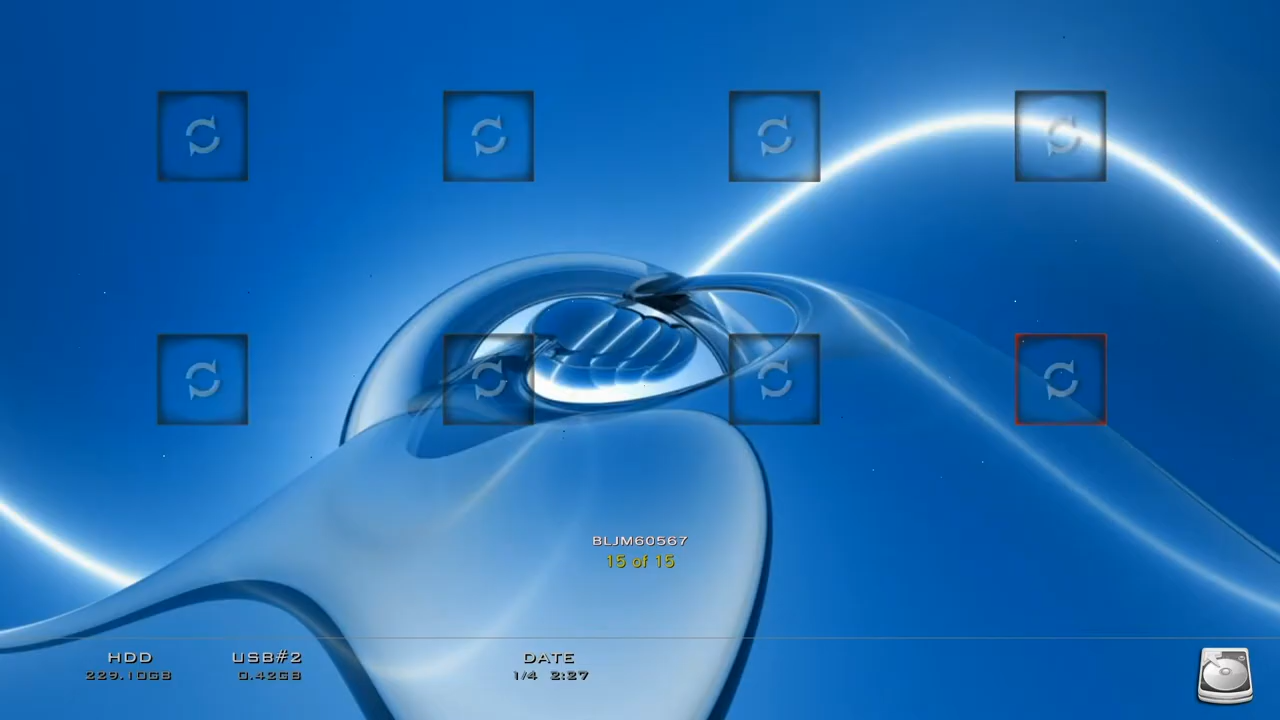 BLJM60567
15 of 15
HDD
229.10GB
USB#2
0.42GB
DATE
1/4 2:27